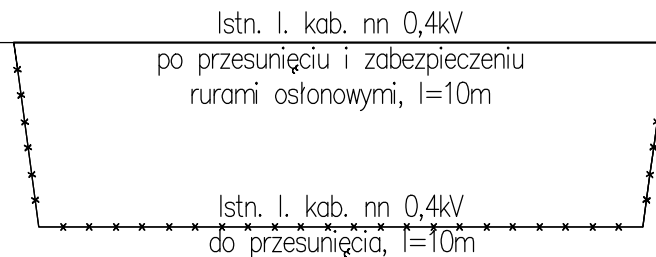 Istn. l. kab. nn 0,4kV
po przesunięciu i zabezpieczeniu
rurami osłonowymi, l=10m
Istn. l. kab. nn 0,4kV
do przesunięcia, l=10m